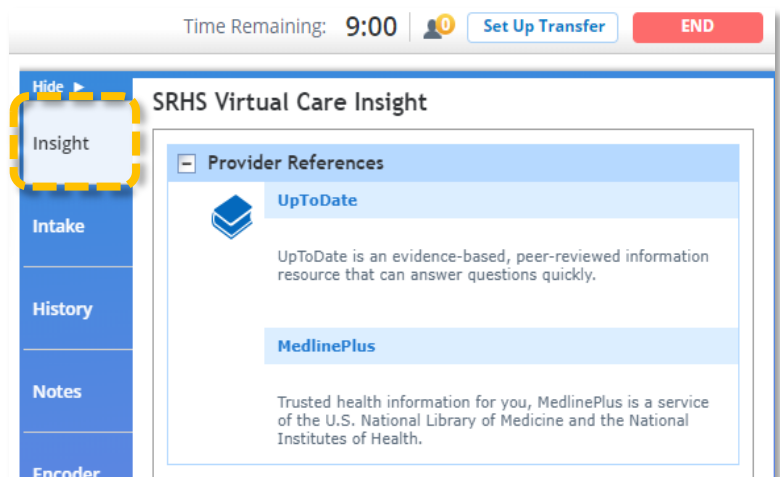 Time Remaining: 9:00 0 Set Up Transfer END
Hide ►
SRHS Virtual Care Insight
Insight
Provider References
UpToDate
Intake
UpToDate is an evidence-based, peer-reviewed information
resource that can answer questions quickly.
History
MedlinePlus
Notes
Trusted health information for you, MedlinePlus is a service
of the U.S. National Library of Medicine and the National
Institutes of Health.
Encoder